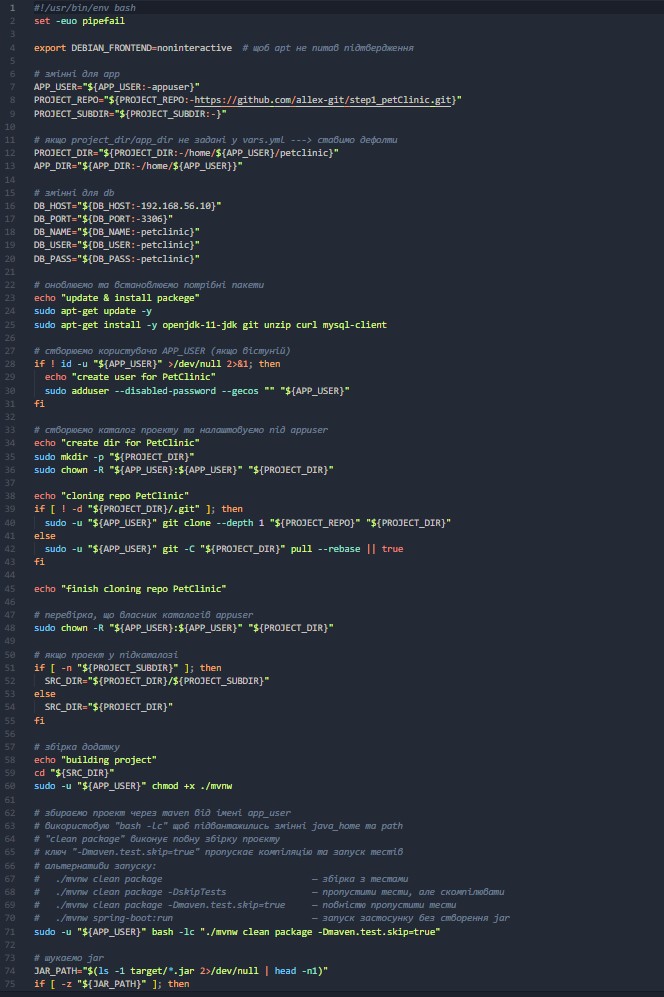 1 #!/usr/bin/env bash
2 set -euo pipefail
3
4 export DEBIAN_FRONTEND=noninteractive  # щоб apt не питав підтвердження
5
6 # змінні для app
7 APP_USER="${APP_USER:-appuser}"
8 PROJECT_REPO="${PROJECT_REPO:-https://github.com/allex-git/step1_petClinic.git}"
9 PROJECT_SUBDIR="${PROJECT_SUBDIR:-}"
10
11 # якщо project_dir/app_dir не задані у vars.yml ---> ставимо дефолти
12 PROJECT_DIR="${PROJECT_DIR:-/home/${APP_USER}/petclinic}"
13 APP_DIR="${APP_DIR:-/home/${APP_USER}}"
14
15 # змінні для db
16 DB_HOST="${DB_HOST:-192.168.56.10}"
17 DB_PORT="${DB_PORT:-3306}"
18 DB_NAME="${DB_NAME:-petclinic}"
19 DB_USER="${DB_USER:-petclinic}"
20 DB_PASS="${DB_PASS:-petclinic}"
21
22 # оновлюємо та встановлюємо потрібні пакети
23 echo "update & install packege"
24 sudo apt-get update -y
25 sudo apt-get install -y openjdk-11-jdk git unzip curl mysql-client
26
27 # створюємо користувача APP_USER (якщо вістуній)
28 if ! id -u "${APP_USER}" >/dev/null 2>&1; then
29   echo "create user for PetClinic"
30   sudo adduser --disabled-password --gecos "" "${APP_USER}"
31 fi
32
33 # створюємо каталог проекту та налаштовуємо під appuser
34 echo "create dir for PetClinic"
35 sudo mkdir -p "${PROJECT_DIR}"
36 sudo chown -R "${APP_USER}:${APP_USER}" "${PROJECT_DIR}"
37
38 echo "cloning repo PetClinic"
39 if [ ! -d "${PROJECT_DIR}/.git" ]; then
40   sudo -u "${APP_USER}" git clone --depth 1 "${PROJECT_REPO}" "${PROJECT_DIR}"
41 else
42   sudo -u "${APP_USER}" git -C "${PROJECT_DIR}" pull --rebase || true
43 fi
44
45 echo "finish cloning repo PetClinic"
46
47 # перевірка, що власник каталогів appuser
48 sudo chown -R "${APP_USER}:${APP_USER}" "${PROJECT_DIR}"
49
50 # якщо проект у підкаталозі
51 if [ -n "${PROJECT_SUBDIR}" ]; then
52   SRC_DIR="${PROJECT_DIR}/${PROJECT_SUBDIR}"
53 else
54   SRC_DIR="${PROJECT_DIR}"
55 fi
56
57 # збірка додатку
58 echo "building project"
59 cd "${SRC_DIR}"
60 sudo -u "${APP_USER}" chmod +x ./mvnw
61
62 # збираємо проект через maven від імені app_user
63 # використовую "bash -lc" щоб підвантажились змінні java_home та path
64 # "clean package" виконує повну збірку проєкту
65 # ключ "-Dmaven.test.skip=true" пропускає компіляцію та запуск тестів
66 # альтернативи запуску:
67 #   ./mvnw clean package                            — збірка з тестами
68 #   ./mvnw clean package -DskipTests                — пропустити тести, але скомпілювати
69 #   ./mvnw clean package -Dmaven.test.skip=true     — повністю пропустити тести
70 #   ./mvnw spring-boot:run                          — запуск застосунку без створення jar
71 sudo -u "${APP_USER}" bash -lc "./mvnw clean package -Dmaven.test.skip=true"
72
73 # шукаємо jar
74 JAR_PATH="$(ls -1 target/*.jar 2>/dev/null | head -n1)"
75 if [ -z "${JAR_PATH}" ]; then